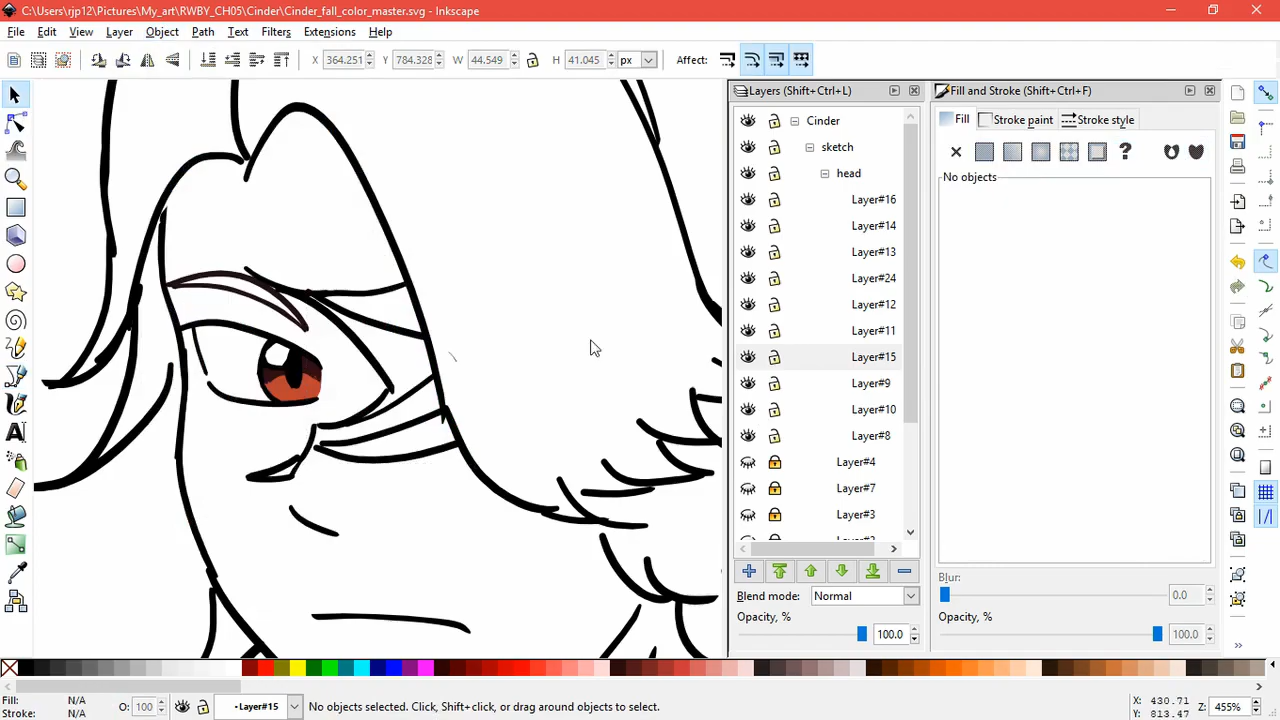 C:\Users\rjp12\Pictures\My_art\RWBY_CH05\Cinder\Cinder_fall_color_master.svg - Inkscape
File Edit View Layer Object Path Text Filters Extensions Help
X 364.251 Y 784.328 W 44.549 H 41.045 px Affect:
Layers (Shift+Ctrl+L)
Cinder
sketch
head
Layer#16
Layer#14
Layer#13
Layer#24
Layer#12
Layer#11
Layer#15
Layer#9
Layer#10
Layer#8
Layer#4
Layer#7
Layer#3
Blend mode: Normal
Opacity, %
100.0
Fill and Stroke (Shift+Ctrl+F)
Fill Stroke paint Stroke style
?
No objects
Blur:
0.0
Opacity, %
100.0
Fill: N/A
Stroke: N/A
O: 100
•Layer#15
No objects selected. Click, Shift+click, or drag around objects to select.
X: 430.71
Y: 813.47
Z: 455%